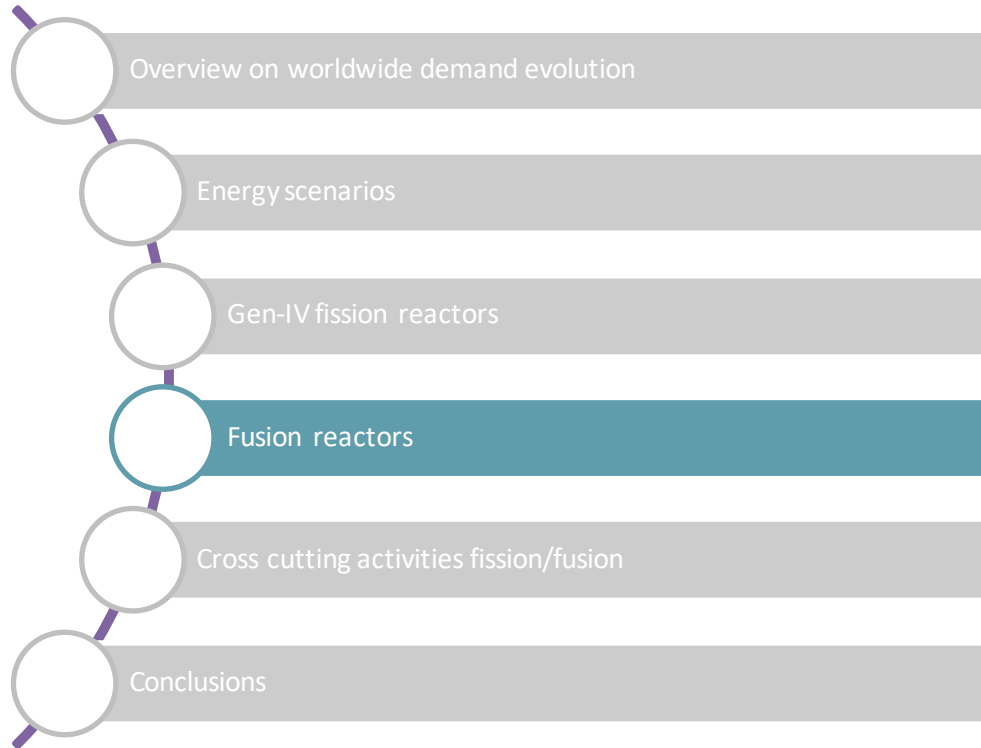 Overview on worldwide demand evolution
Energy scenarios
Gen-IV fission reactors
Fusion reactors
Cross cutting activities fission/fusion
Conclusions